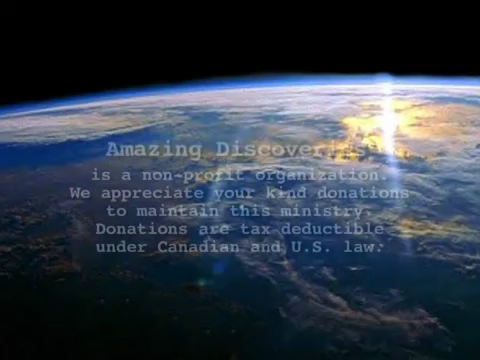 Amazing Discoveries
is a non-profit organization.
We appreciate your kind donations
to maintain this ministry.
Donations are tax deductible
under Canadian and U.S. law.